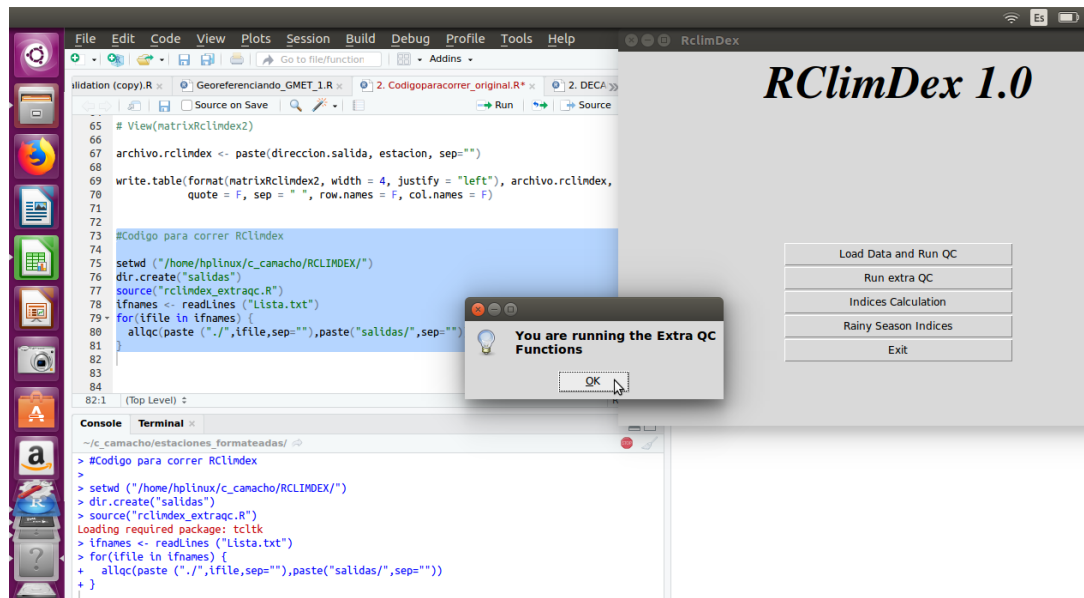 Es
File Edit Code View Plots Session Build Debug Profile Tools Help
RclimDex
Go to file/function
Addins
RClimDex 1.0
alidation (copy).R
Georeferenciando_GMET_1.R
2. Codigoparacorrer_original.R*
2. DECA
Source on Save
Run
Source
65 # View(matrixRclimdex2)
66
67 archivo.rclimdex <- paste(direccion.salida, estacion, sep="")
68
69 write.table(format(matrixRclimdex2, width = 4, justify = "left"), archivo.rclimdex,
70 quote = F, sep = " ", row.names = F, col.names = F)
71
72
73 #Codigo para correr RClimdex
74
75 setwd ("/home/hplinux/c_camacho/RCLIMDEX/")
76 dir.create("salidas")
77 source("rclimdex_extraqc.R")
78 ifnames <- readLines ("Lista.txt")
79 for(ifile in ifnames) {
80 allqc(paste ("./",ifile,sep=""),paste("salidas/",sep="")
81 }
82
83
84
82:1 (Top Level)
Load Data and Run QC
Run extra QC
Indices Calculation
Rainy Season Indices
Exit
You are running the Extra QC
Functions
OK
Console Terminal
~/c_camacho/estaciones_formateadas/
> #Codigo para correr RClimdex
>
> setwd ("/home/hplinux/c_camacho/RCLIMDEX/")
> dir.create("salidas")
> source("rclimdex_extraqc.R")
Loading required package: tcltk
> ifnames <- readLines ("Lista.txt")
> for(ifile in ifnames) {
+ allqc(paste ("./",ifile,sep=""),paste("salidas/",sep=""))
+ }